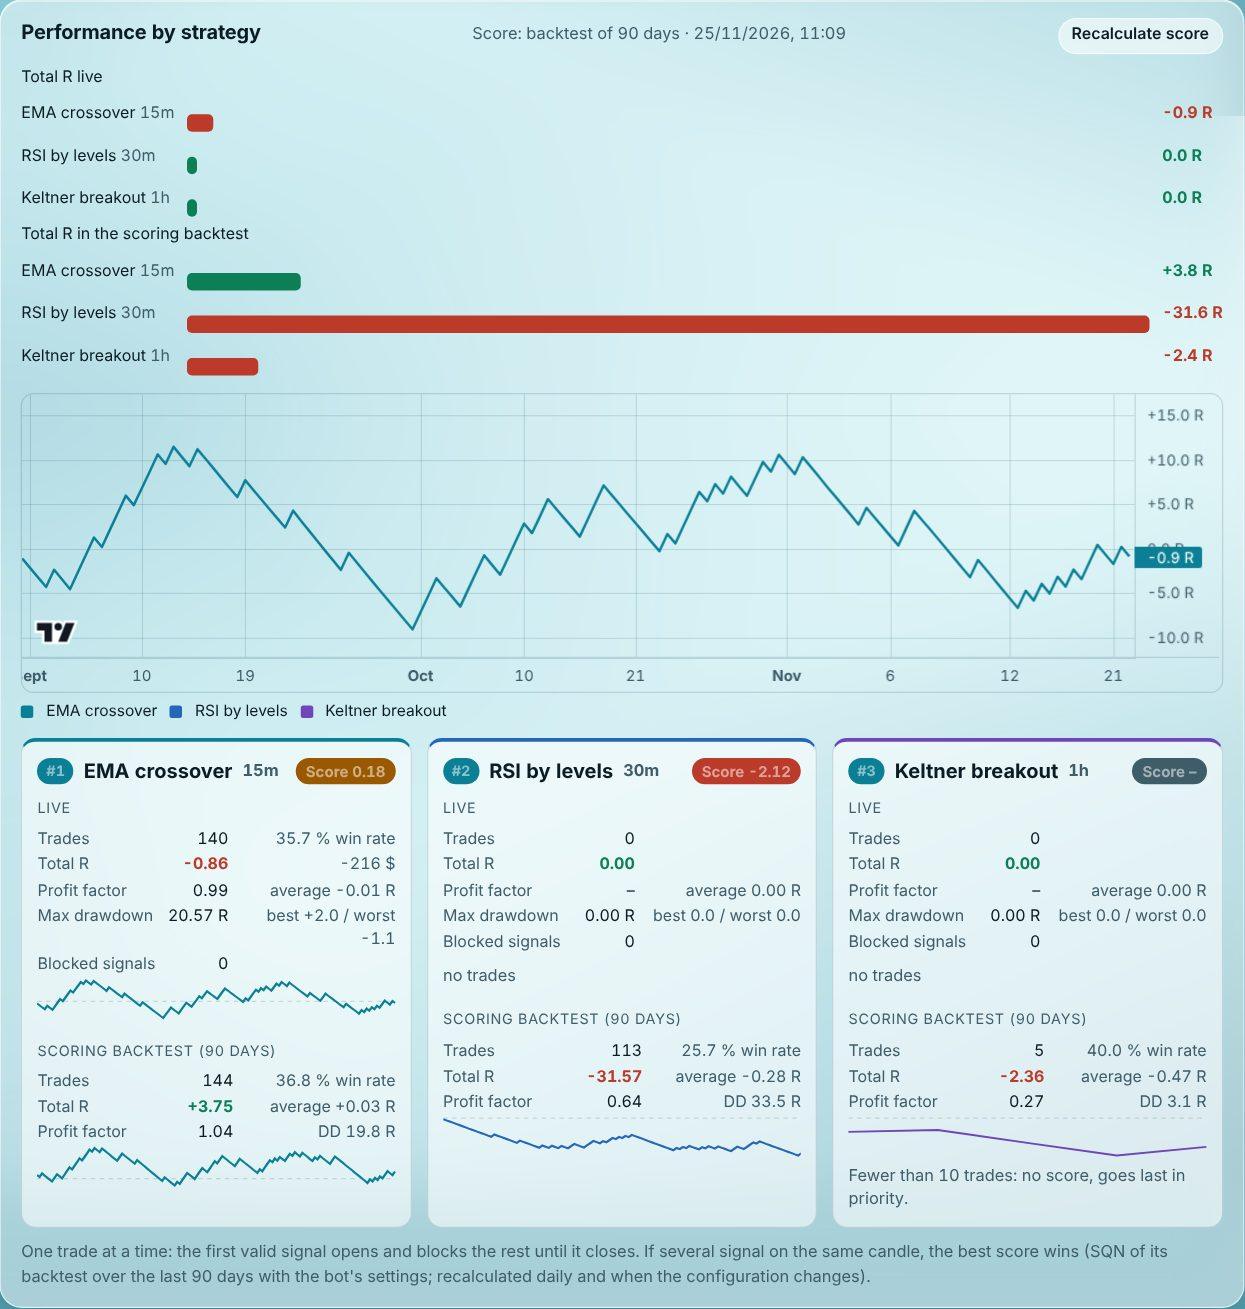 Performance by strategy
Score: backtest of 90 days · 25/11/2026, 11:09
Recalculate score
Total R live
EMA crossover 15m -0.9 R
RSI by levels 30m 0.0 R
Keltner breakout 1h 0.0 R
Total R in the scoring backtest
EMA crossover 15m +3.8 R
RSI by levels 30m -31.6 R
Keltner breakout 1h -2.4 R
+15.0 R
+10.0 R
+5.0 R
-0.9 R
-5.0 R
-10.0 R
ept 10 19 Oct 10 21 Nov 6 12 21
EMA crossover RSI by levels Keltner breakout
#1 EMA crossover 15m Score 0.18
LIVE
Trades 140 35.7 % win rate
Total R -0.86 -216 $
Profit factor 0.99 average -0.01 R
Max drawdown 20.57 R best +2.0 / worst
-1.1
Blocked signals 0
SCORING BACKTEST (90 DAYS)
Trades 144 36.8 % win rate
Total R +3.75 average +0.03 R
Profit factor 1.04 DD 19.8 R
#2 RSI by levels 30m Score -2.12
LIVE
Trades 0
Total R 0.00
Profit factor – average 0.00 R
Max drawdown 0.00 R best 0.0 / worst 0.0
Blocked signals 0
no trades
SCORING BACKTEST (90 DAYS)
Trades 113 25.7 % win rate
Total R -31.57 average -0.28 R
Profit factor 0.64 DD 33.5 R
#3 Keltner breakout 1h Score –
LIVE
Trades 0
Total R 0.00
Profit factor – average 0.00 R
Max drawdown 0.00 R best 0.0 / worst 0.0
Blocked signals 0
no trades
SCORING BACKTEST (90 DAYS)
Trades 5 40.0 % win rate
Total R -2.36 average -0.47 R
Profit factor 0.27 DD 3.1 R
Fewer than 10 trades: no score, goes last in
priority.
One trade at a time: the first valid signal opens and blocks the rest until it closes. If several signal on the same candle, the best score wins (SQN of its
backtest over the last 90 days with the bot's settings; recalculated daily and when the configuration changes).